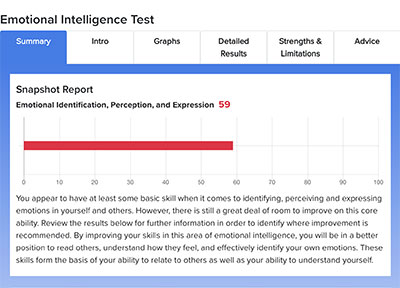 Emotional Intelligence Test
Summary Intro Graphs Detailed Results Strengths & Limitations Advice
Snapshot Report
Emotional Identification, Perception, and Expression 59
0 10 20 30 40 50 60 70 80 90 100
You appear to have at least some basic skill when it comes to identifying, perceiving and expressing
emotions in yourself and others. However, there is still a great deal of room to improve on this core
ability. Review the results below for further information in order to identify where improvement is
recommended. By improving your skills in this area of emotional intelligence, you will be in a better
position to read others, understand how they feel, and effectively identify your own emotions. These
skills form the basis of your ability to relate to others as well as your ability to understand yourself.